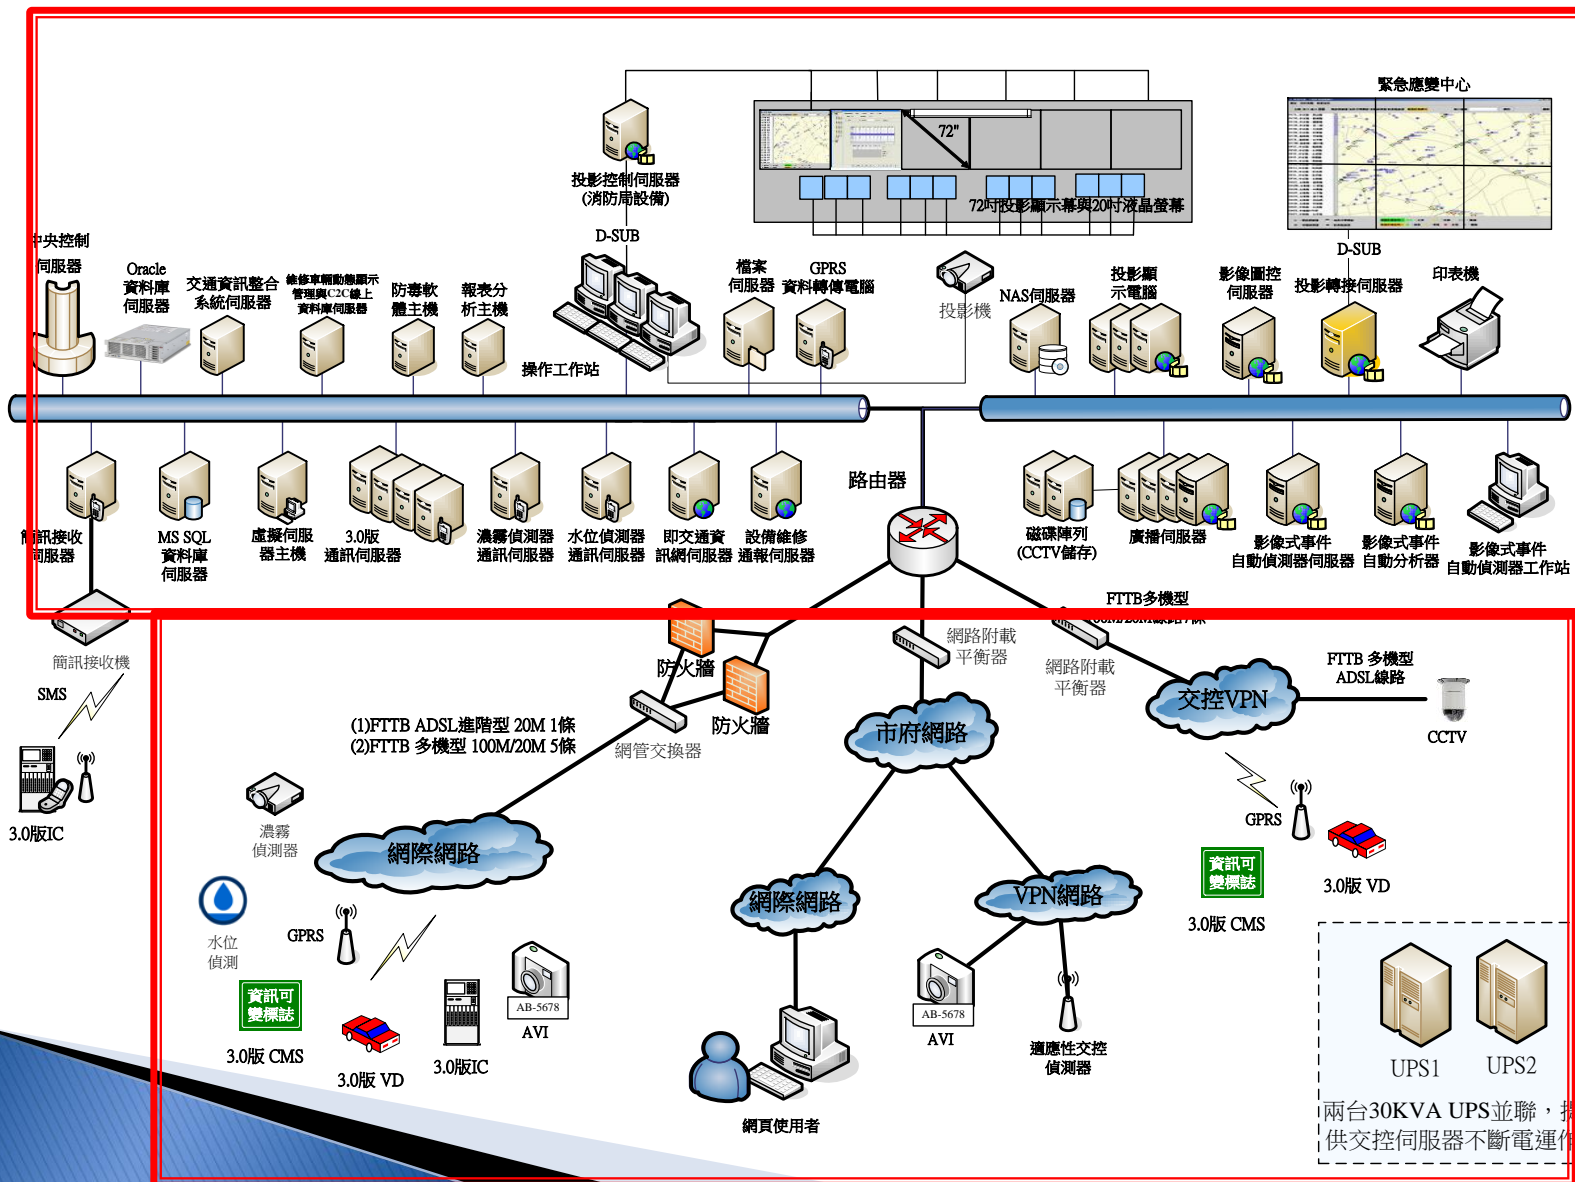 緊急應變中心
72"
投影控制伺服器
(消防局設備)
72吋投影顯示幕與20吋液晶螢幕
D-SUB
D-SUB
中央控制
伺服器
Oracle
資料庫
伺服器
交通資訊整合
系統伺服器
維修車輛動態顯示
管理與C2C線上
資料庫伺服器
防毒軟
體主機
報表分
析主機
操作工作站
檔案
伺服器
GPRS
資料轉傳電腦
投影機
NAS伺服器
投影顯
示電腦
影像圖控
伺服器
投影轉接伺服器
印表機
簡訊接收
伺服器
MS SQL
資料庫
伺服器
虛擬伺服
器主機
3.0版
通訊伺服器
濃霧偵測器
通訊伺服器
水位偵測器
通訊伺服器
即交通資
訊網伺服器
設備維修
通報伺服器
路由器
磁碟陣列
(CCTV儲存)
廣播伺服器
影像式事件
自動偵測器伺服器
影像式事件
自動分析器
影像式事件
自動偵測器工作站
FTTB多機型
簡訊接收機
SMS
3.0版IC
防火牆
防火牆
網管交換器
(1)FTTB ADSL進階型 20M 1條
(2)FTTB 多機型 100M/20M 5條
網路附載
平衡器
網路附載
平衡器
FTTB 多機型
ADSL線路
交控VPN
CCTV
市府網路
GPRS
3.0版 VD
資訊可
變標誌
3.0版 CMS
濃霧
偵測器
網際網路
水位
偵測
GPRS
資訊可
變標誌
3.0版 CMS
3.0版 VD
3.0版IC
AB-5678
AVI
網際網路
VPN網路
AB-5678
AVI
適應性交控
偵測器
網頁使用者
UPS1
UPS2
兩台30KVA UPS並聯，提
供交控伺服器不斷電運作